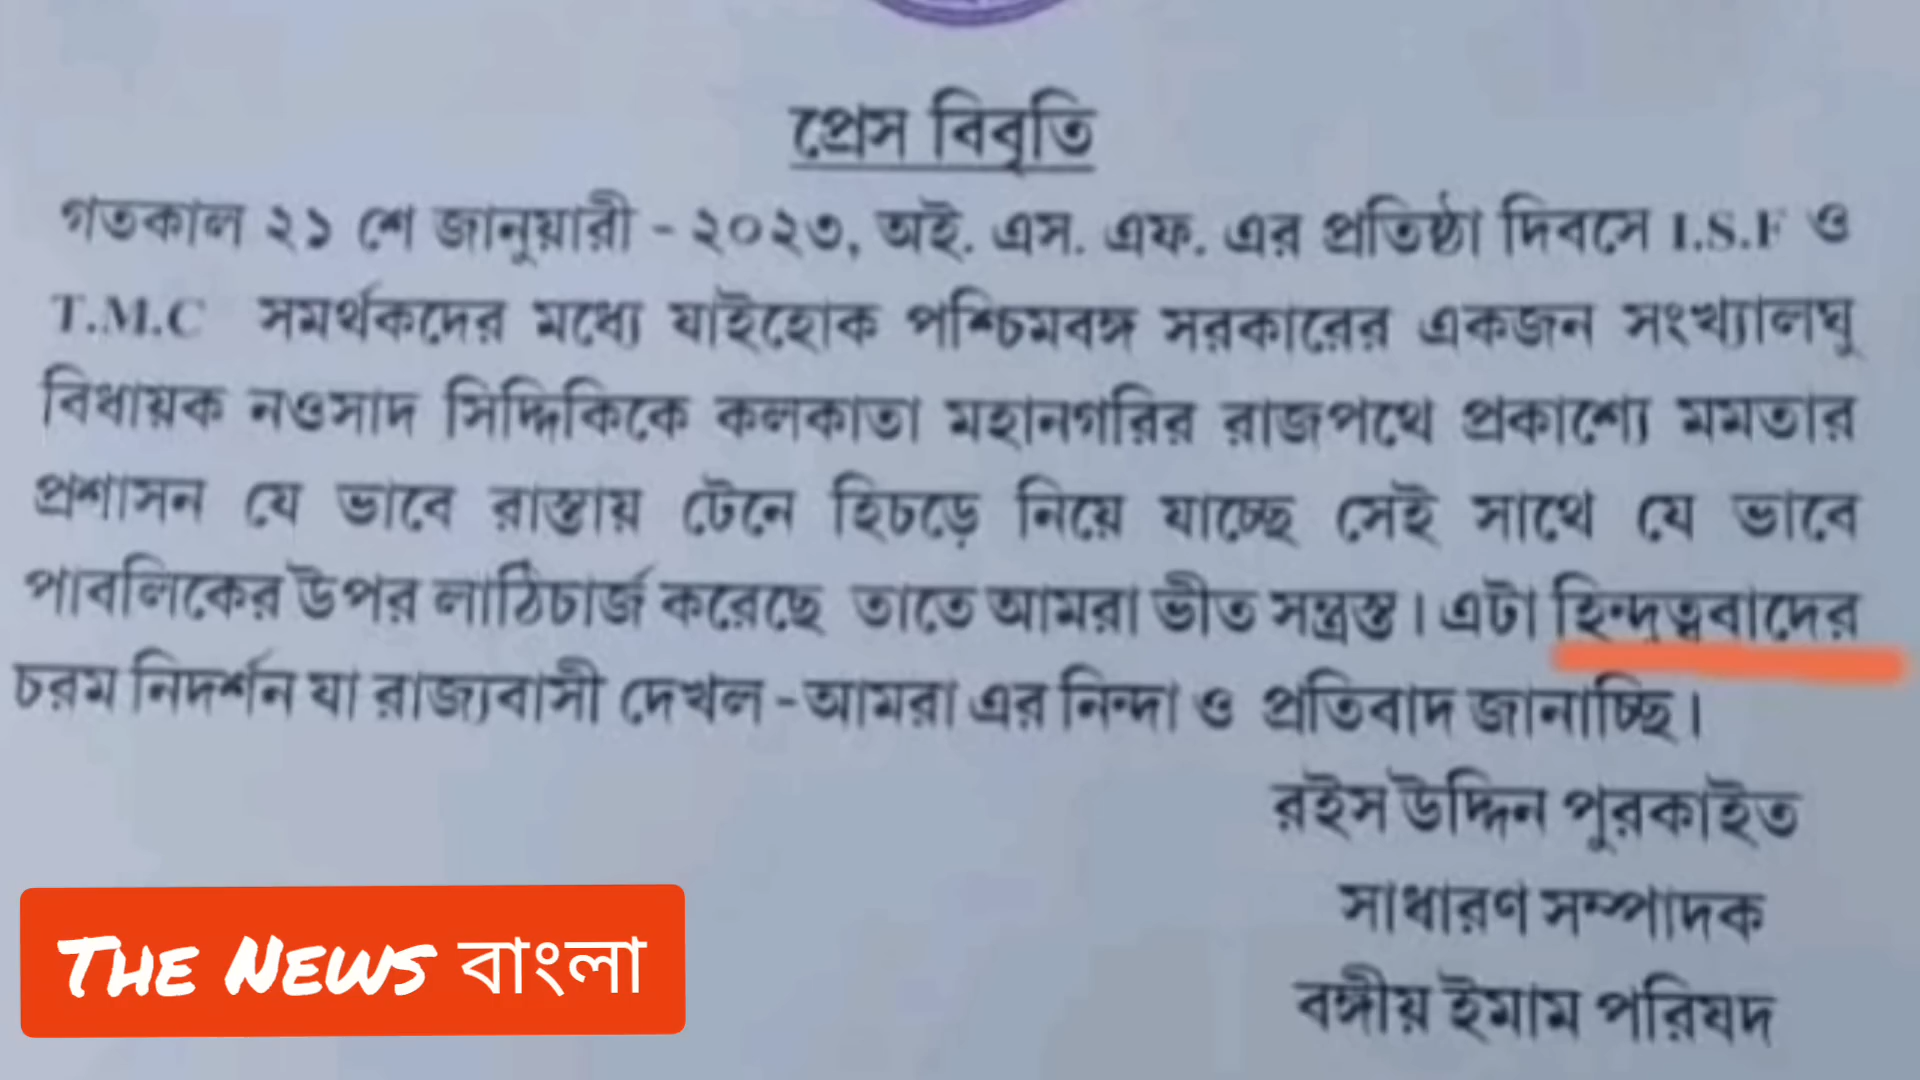 প্রেস বিবৃতি
গতকাল ২১ শে জানুয়ারী - ২০২৩, অই. এস. এফ. এর প্রতিষ্ঠা দিবসে I.S.F ও
T.M.C সমর্থকদের মধ্যে যাইহোক পশ্চিমবঙ্গ সরকারের একজন সংখ্যালঘু
বিধায়ক নওসাদ সিদ্দিকিকে কলকাতা মহানগরির রাজপথে প্রকাশ্যে মমতার
প্রশাসন যে ভাবে রাস্তায় টেনে হিচড়ে নিয়ে যাচ্ছে সেই সাথে যে ভাবে
পাবলিকের উপর লাঠিচার্জ করেছে তাতে আমরা ভীত সন্ত্রস্ত। এটা হিন্দুত্ববাদের
চরম নিদর্শন যা রাজ্যবাসী দেখল -আমরা এর নিন্দা ও প্রতিবাদ জানাচ্ছি।
রইস উদ্দিন পুরকাইত
সাধারণ সম্পাদক
বঙ্গীয় ইমাম পরিষদ
THE NEWS বাংলা